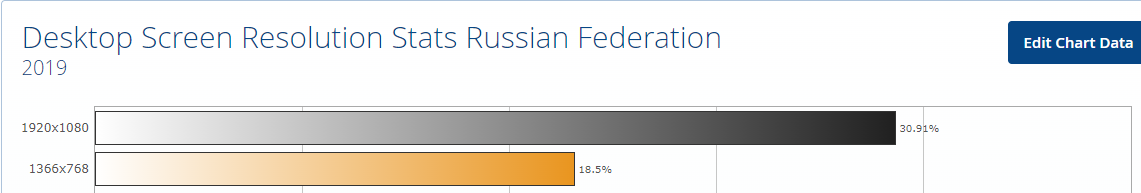 Desktop Screen Resolution Stats Russian Federation
2019
Edit Chart Data
1920x1080 30.91%
1366x768 18.5%